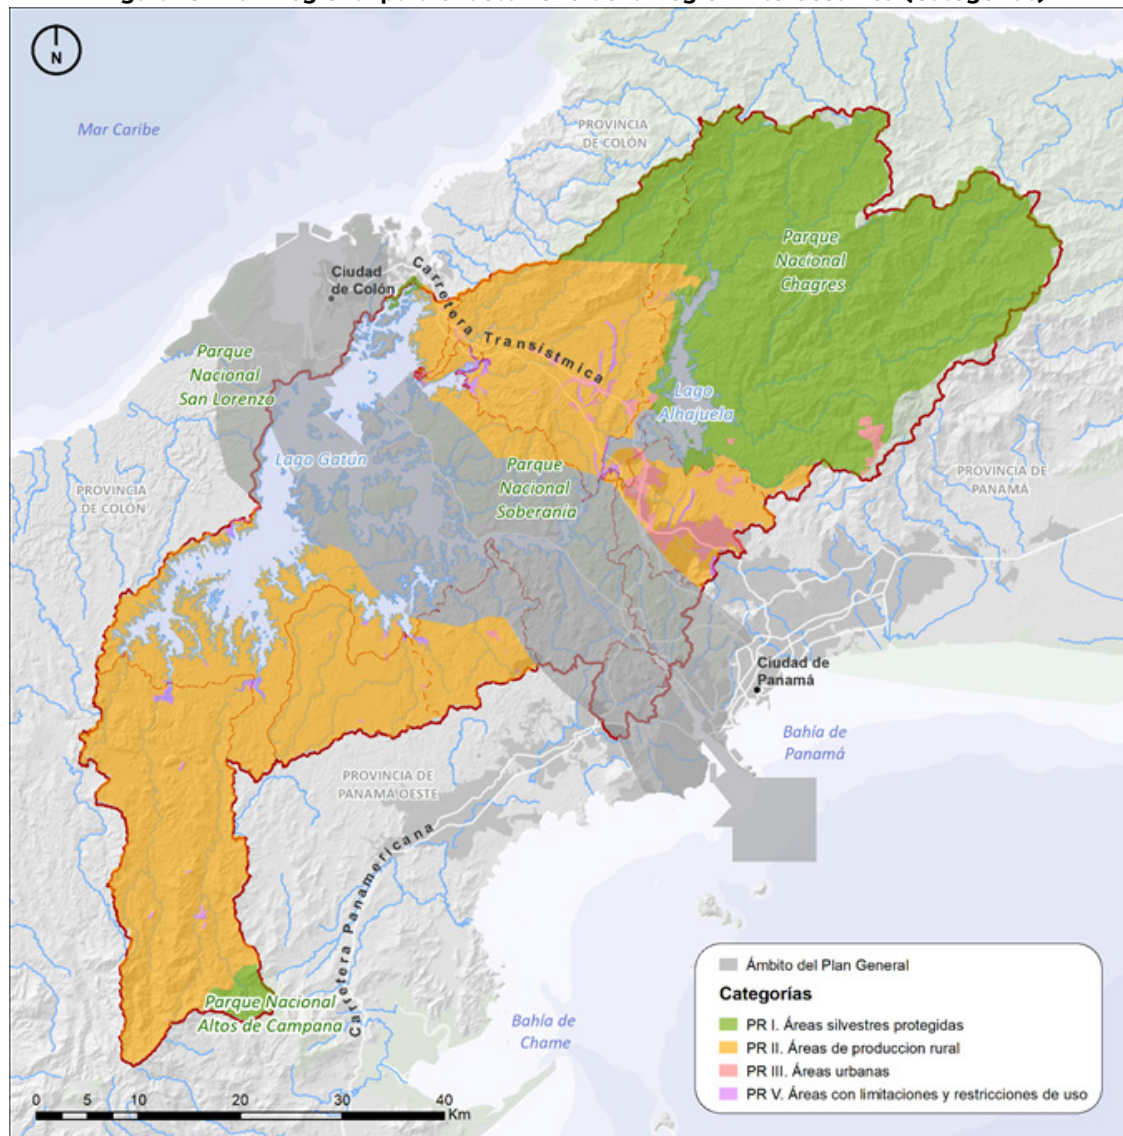 N
Mar Caribe
PROVINCIA
DE COLÓN
Parque
Nacional
Chagres
Ciudad
de Colón
Carretera Transístmica
Parque
Nacional
San Lorenzo
Lago
Alhajuela
Lago Gatún
Parque
Nacional
Soberanía
PROVINCIA
DE COLÓN
PROVINCIA DE
PANAMÁ
Ciudad de
Panamá
Bahía de
Panamá
PROVINCIA DE
PANAMÁ OESTE
Carretera Panamericana
Parque Nacional
Altos de Campana
Bahía de
Chame
Ámbito del Plan General
Categorías
PR I. Áreas silvestres protegidas
PR II. Áreas de produccion rural
PR III. Áreas urbanas
PR V. Áreas con limitaciones y restricciones de uso
0 5 10 20 30 40
Km